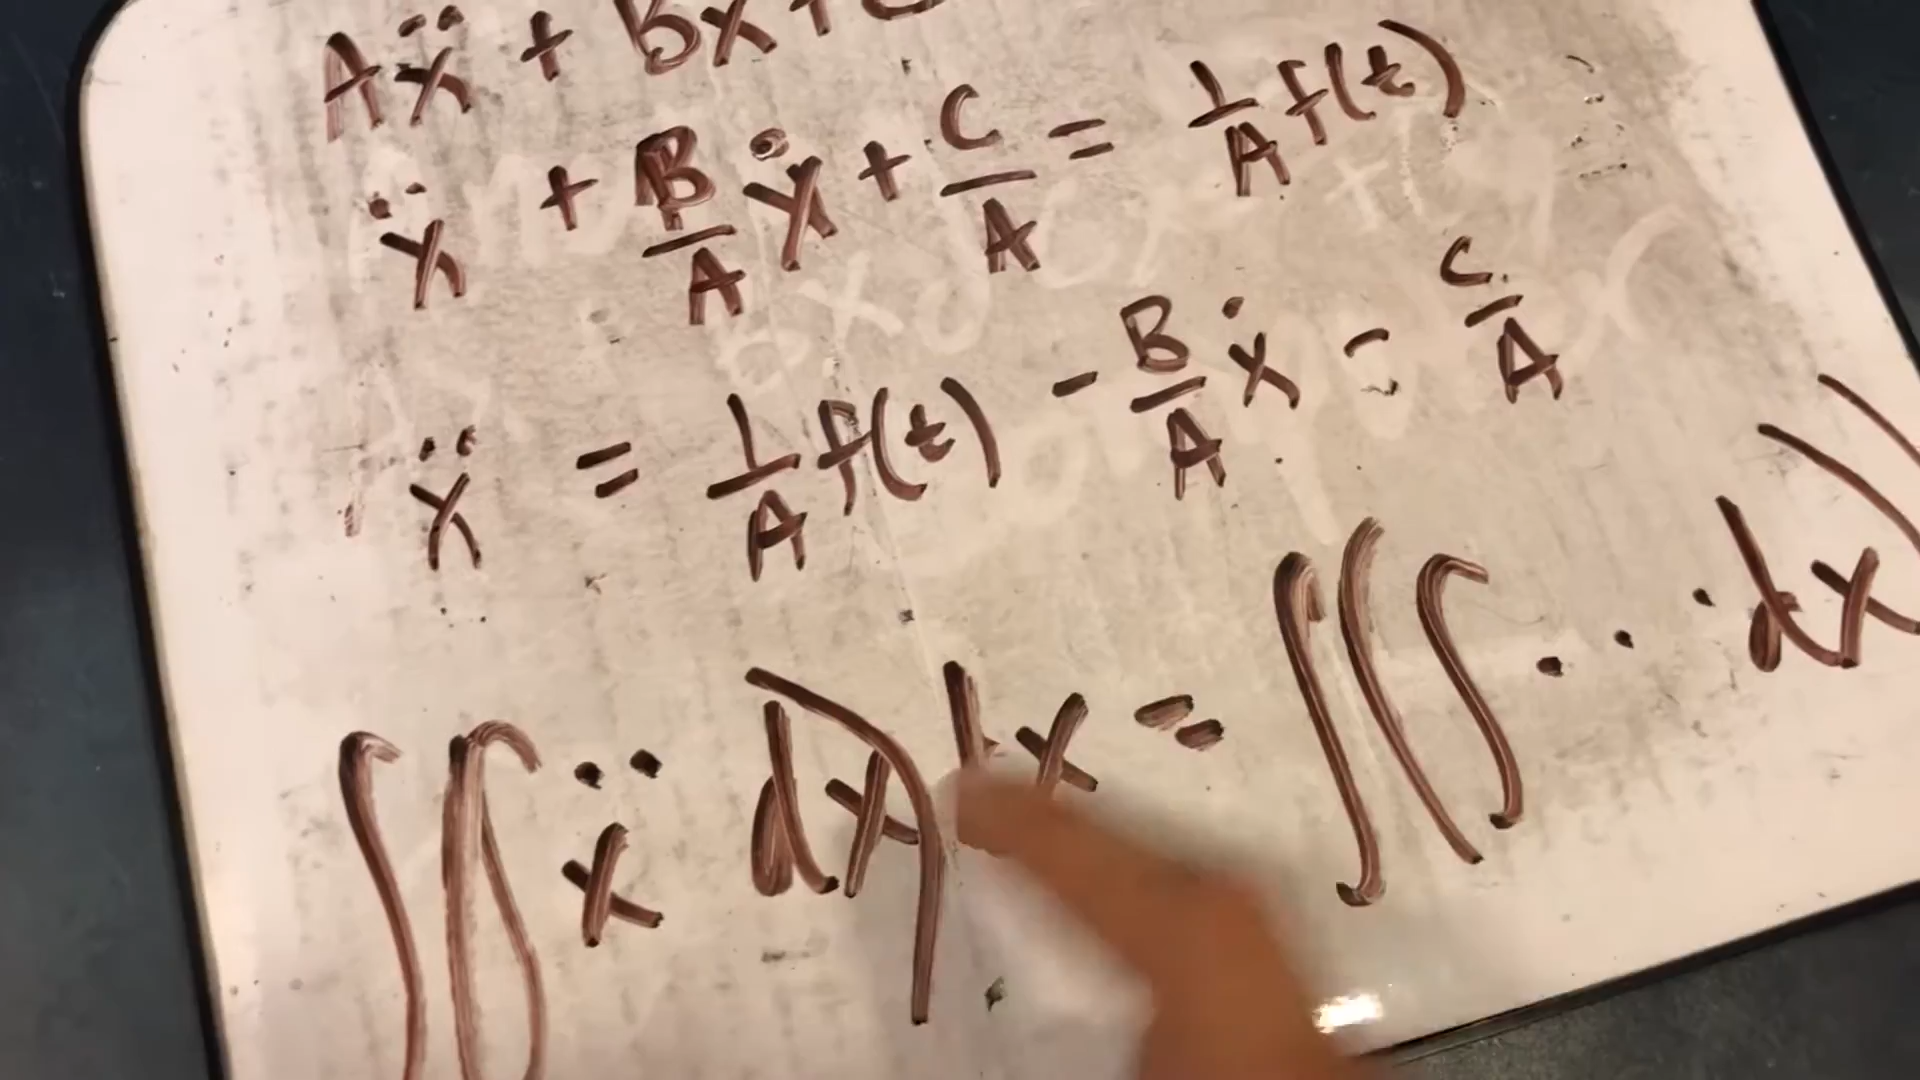 Aẍ + Bẋ + C
ẍ + B/A ẋ + C/A = 1/A f(t)
ẍ = 1/A f(t) - B/A ẋ - C/A
∫(∫ ẍ dx) dx = ∫(∫ . . . dx)